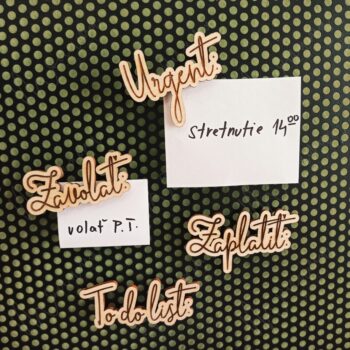 Urgent:
Stretnutie 14⁰⁰
Zavolať:
volať P.T.
Zaplatiť:
To do list: